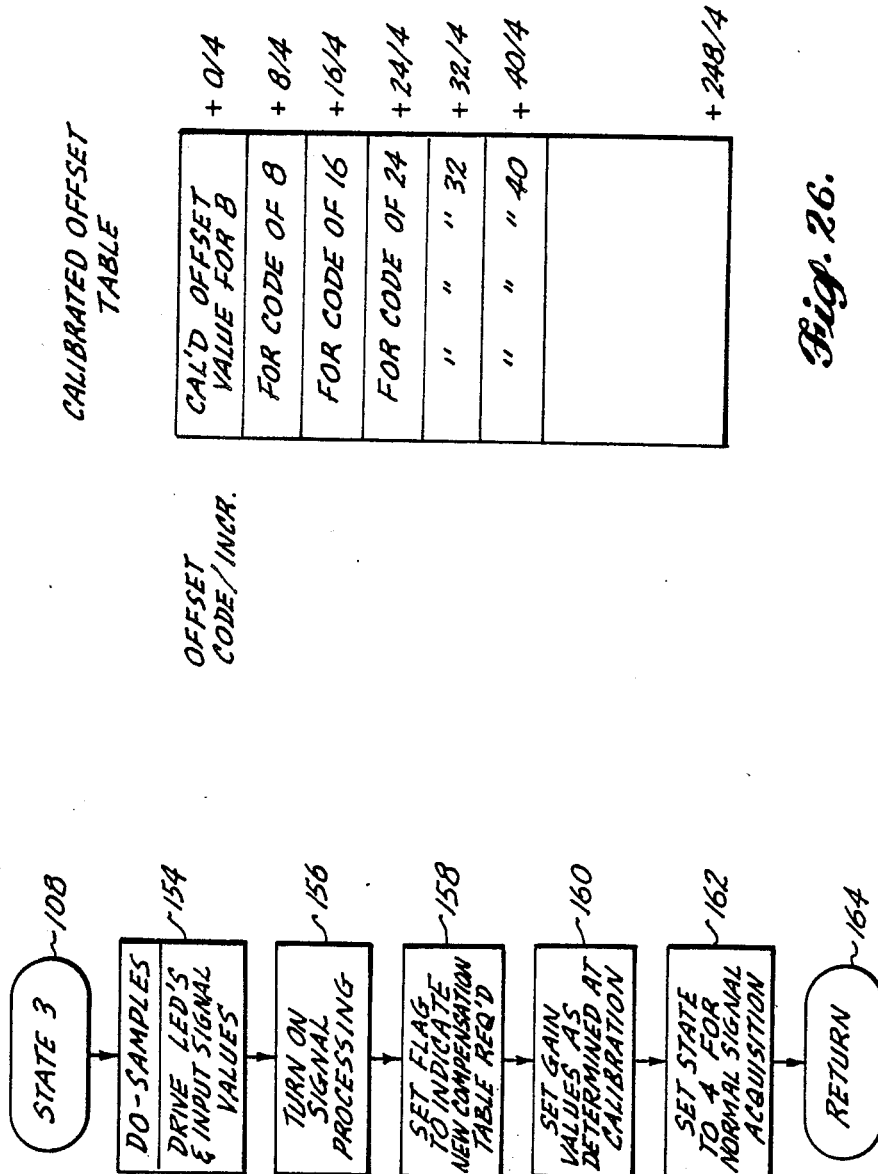 STATE 3
108
DO-SAMPLES
DRIVE LED'S
& INPUT SIGNAL
VALUES
154
TURN ON
SIGNAL
PROCESSING
156
SET FLAG
TO INDICATE
NEW COMPENSATION
TABLE REQ'D
158
SET GAIN
VALUES AS
DETERMINED AT
CALIBRATION
160
SET STATE
TO 4 FOR
NORMAL SIGNAL
ACQUISITION
162
RETURN
164
CALIBRATED OFFSET
TABLE
OFFSET
CODE/INCR.
CAL'D OFFSET
VALUE FOR B
+ 0/4
FOR CODE OF 8
+ 8/4
FOR CODE OF 16
+ 16/4
FOR CODE OF 24
+ 24/4
" " " 32
+ 32/4
" " " 40
+ 40/4
+ 248/4
Fig. 26.